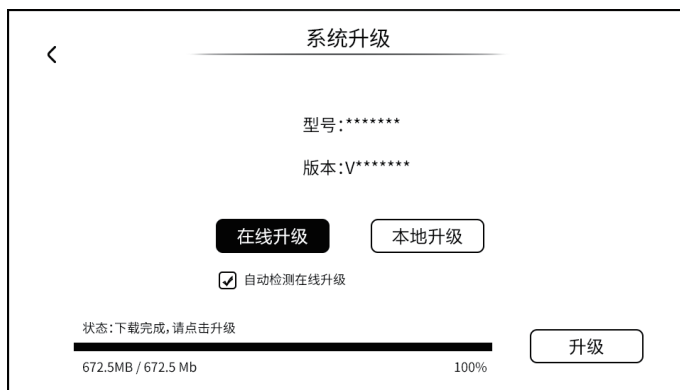 系统升级
型号:*******
版本:V*******
在线升级 本地升级
自动检测在线升级
状态:下载完成,请点击升级
升级
672.5MB / 672.5 Mb 100%